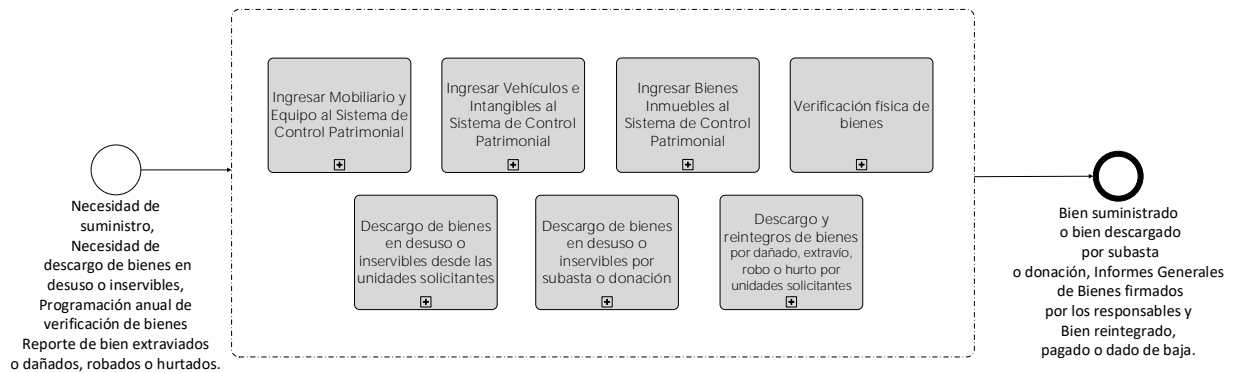 Ingresar Mobiliario y
Equipo al Sistema de
Control Patrimonial
Ingresar Vehículos e
Intangibles al
Sistema de Control
Patrimonial
Ingresar Bienes
Inmuebles al
Sistema de Control
Patrimonial
Verificación física de
bienes
Descargo de bienes
en desuso o
inservibles desde las
unidades solicitantes
Descargo de bienes
en desuso o
inservibles por
subasta o donación
Descargo y
reintegros de bienes
por dañado, extravio,
robo o hurto por
unidades solicitantes
Necesidad de
suministro,
Necesidad de
descargo de bienes en
desuso o inservibles,
Programación anual de
verificación de bienes
Reporte de bien extraviados
o dañados, robados o hurtados.
Bien suministrado
o bien descargado
por subasta
o donación, Informes Generales
de Bienes firmados
por los responsables y
Bien reintegrado,
pagado o dado de baja.